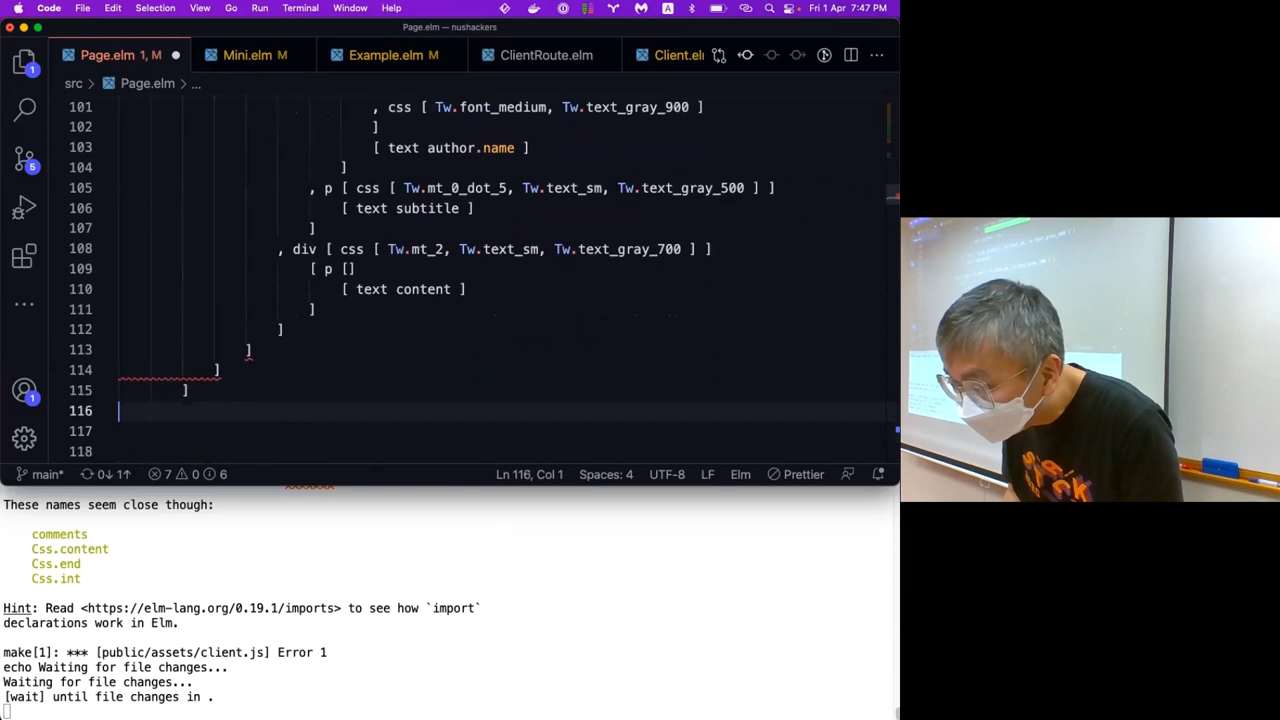 Code File Edit Selection View Go Run Terminal Window Help
A Fri 1 Apr 7:47 PM
Page.elm — nushackers
Page.elm 1, M
Mini.elm M
Example.elm M
ClientRoute.elm
Client.el
src > Page.elm > ...
101 , css [ Tw.font_medium, Tw.text_gray_900 ]
102 ]
103 [ text author.name ]
104 ]
105 , p [ css [ Tw.mt_0_dot_5, Tw.text_sm, Tw.text_gray_500 ] ]
106 [ text subtitle ]
107 ]
108 , div [ css [ Tw.mt_2, Tw.text_sm, Tw.text_gray_700 ] ]
109 [ p []
110 [ text content ]
111 ]
112 ]
113 ]
114 ]
115 ]
116
117
118
1
5
1
main* 0↓ 1↑ 7 0 6 Ln 116, Col 1 Spaces: 4 UTF-8 LF Elm Prettier
These names seem close though:
comments
Css.content
Css.end
Css.int
Hint: Read <https://elm-lang.org/0.19.1/imports> to see how `import`
declarations work in Elm.
make[1]: *** [public/assets/client.js] Error 1
echo Waiting for file changes...
Waiting for file changes...
[wait] until file changes in .